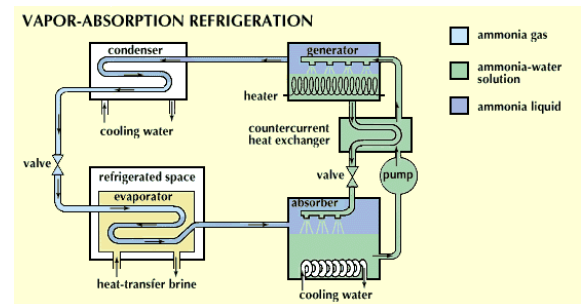 VAPOR-ABSORPTION REFRIGERATION
condenser
generator
ammonia gas
ammonia-water
solution
ammonia liquid
heater
cooling water
countercurrent
heat exchanger
valve
valve
pump
refrigerated space
evaporator
absorber
heat-transfer brine
cooling water